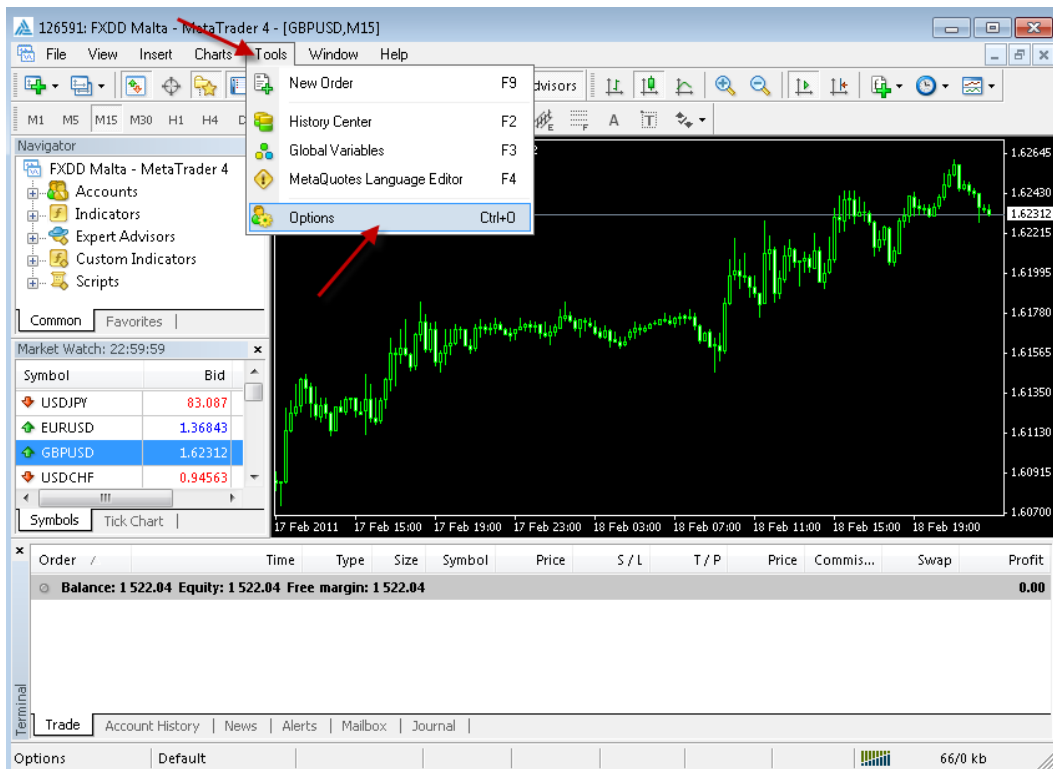 126591: FXDD Malta - MetaTrader 4 - [GBPUSD,M15]
File View Insert Charts Tools Window Help
New Order F9
dvisors
M1 M5 M15 M30 H1 H4 D
History Center F2
E F A T
Navigator
Global Variables F3
2
1.62645
FXDD Malta - MetaTrader 4
MetaQuotes Language Editor F4
Accounts
1.62430
Indicators
Options Ctrl+O
1.62312
Expert Advisors
1.62215
Custom Indicators
1.61995
Scripts
1.61780
Common Favorites
Market Watch: 22:59:59
1.61565
Symbol Bid
1.61350
USDJPY 83.087
EURUSD 1.36843
1.61130
GBPUSD 1.62312
1.60915
USDCHF 0.94563
1.60700
Symbols Tick Chart
17 Feb 2011 17 Feb 15:00 17 Feb 19:00 17 Feb 23:00 18 Feb 03:00 18 Feb 07:00 18 Feb 11:00 18 Feb 15:00 18 Feb 19:00
Order / Time Type Size Symbol Price S / L T / P Price Commis... Swap Profit
Balance: 1 522.04 Equity: 1 522.04 Free margin: 1 522.04 0.00
Terminal
Trade Account History News Alerts Mailbox Journal
Options Default 66/0 kb